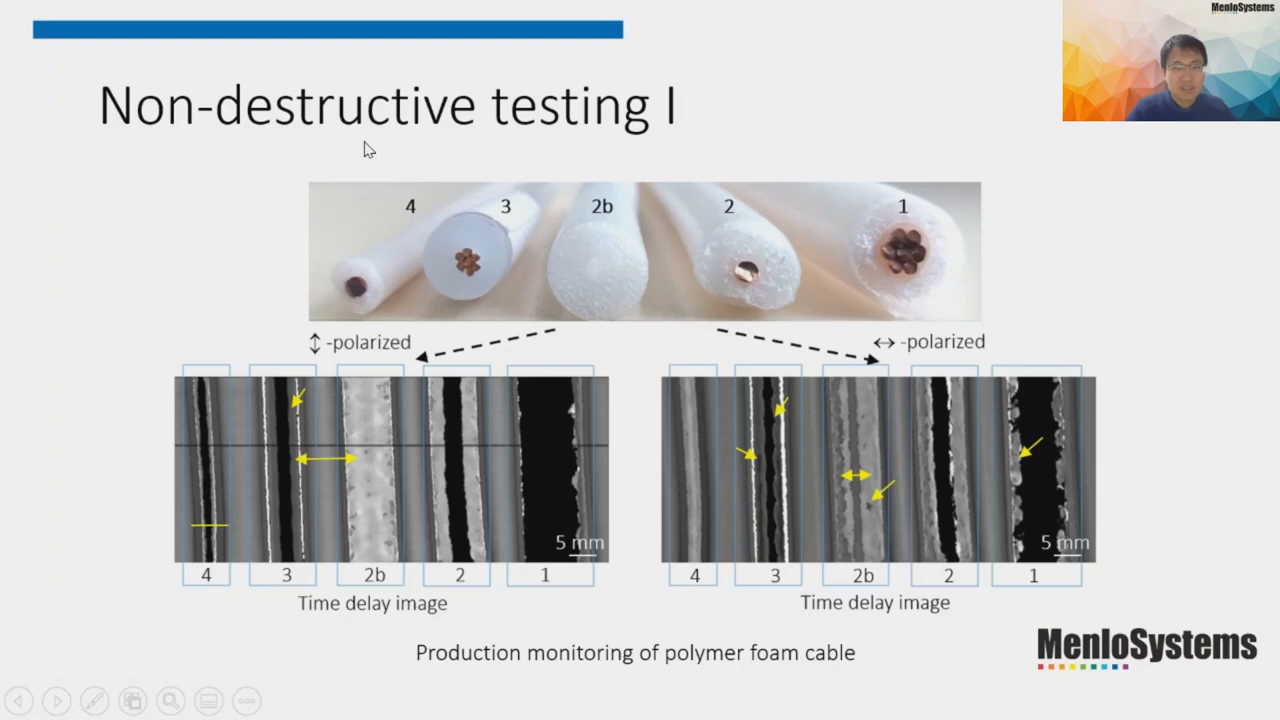 MenloSystems
Non-destructive testing I
4 3 2b 2 1
↕ -polarized
↔ -polarized
5 mm
5 mm
4 3 2b 2 1
4 3 2b 2 1
Time delay image
Time delay image
Production monitoring of polymer foam cable
MenloSystems